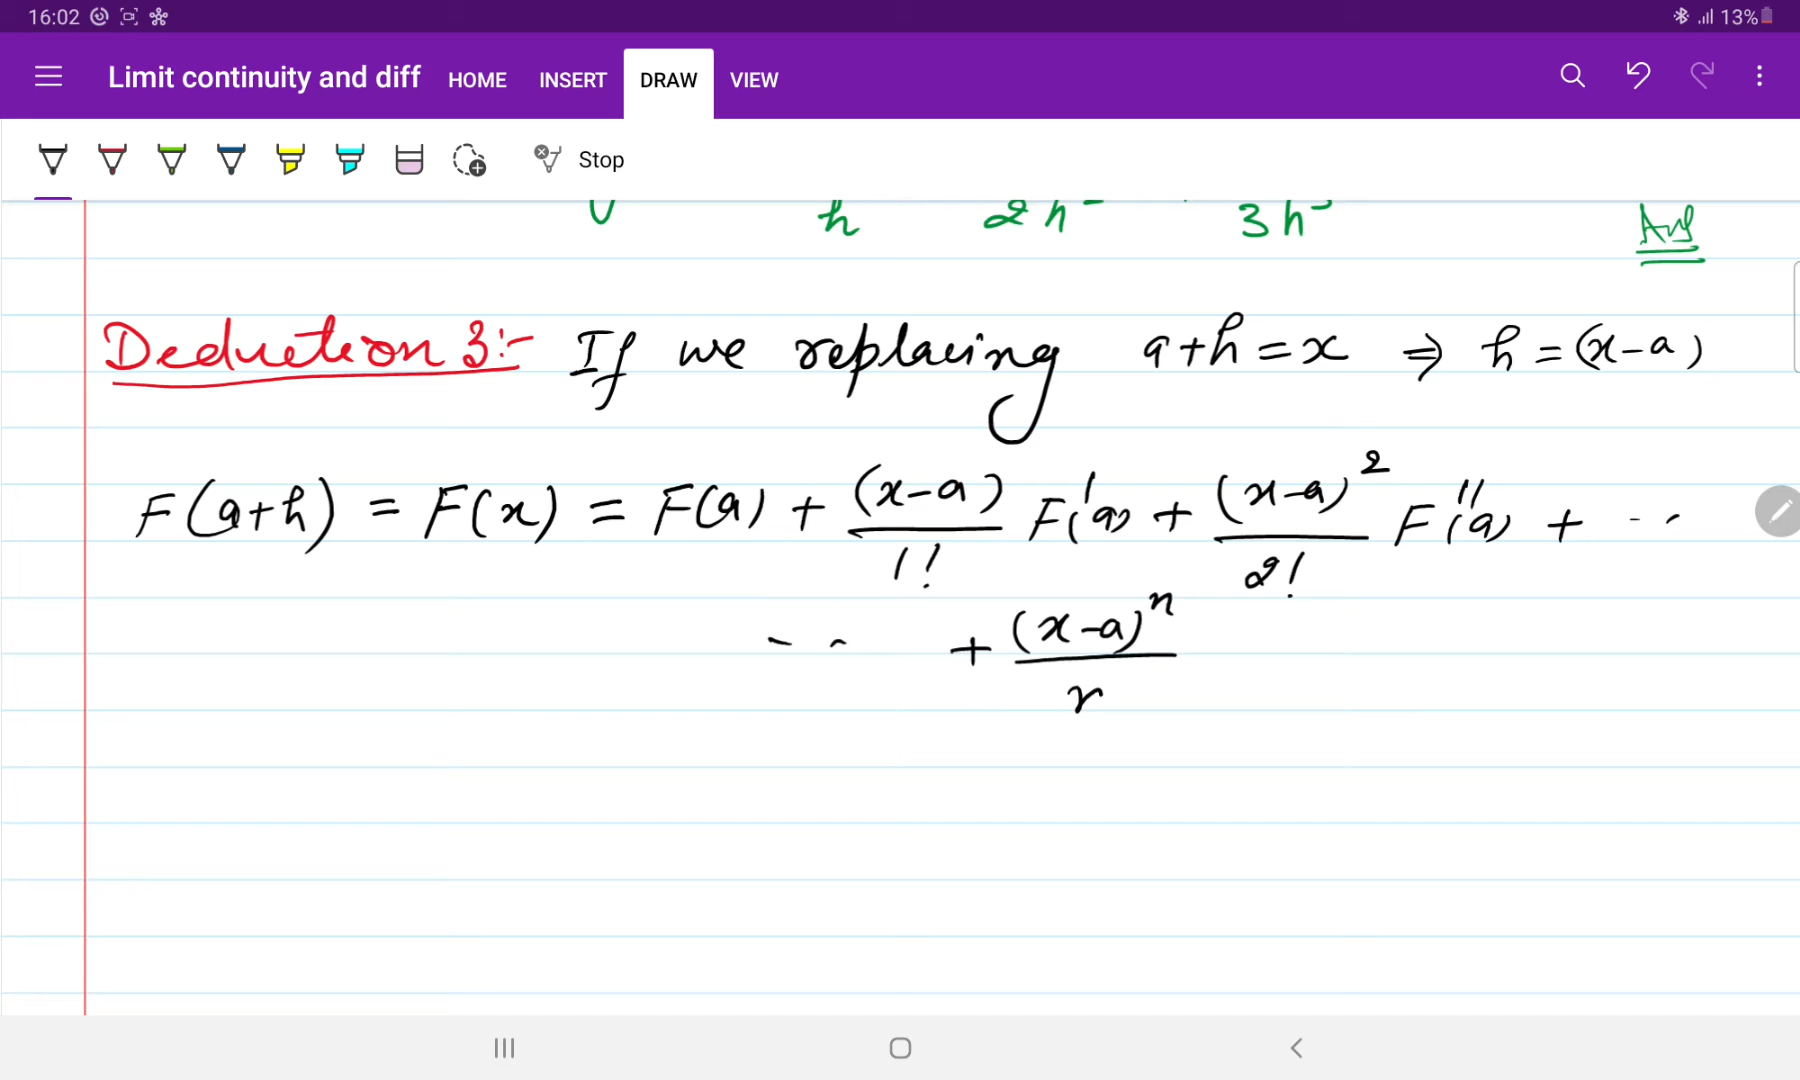 16:02 13%
Limit continuity and diff HOME INSERT DRAW VIEW
Stop
h 2h 3h Ans
Deduction 3:- If we replacing a+h=x ⇒ h=(x-a)
F(a+h) = F(x) = F(a) + (x-a)/1! F'(a) + (x-a)²/2! F''(a) + - -
- - + (x-a)ⁿ/r